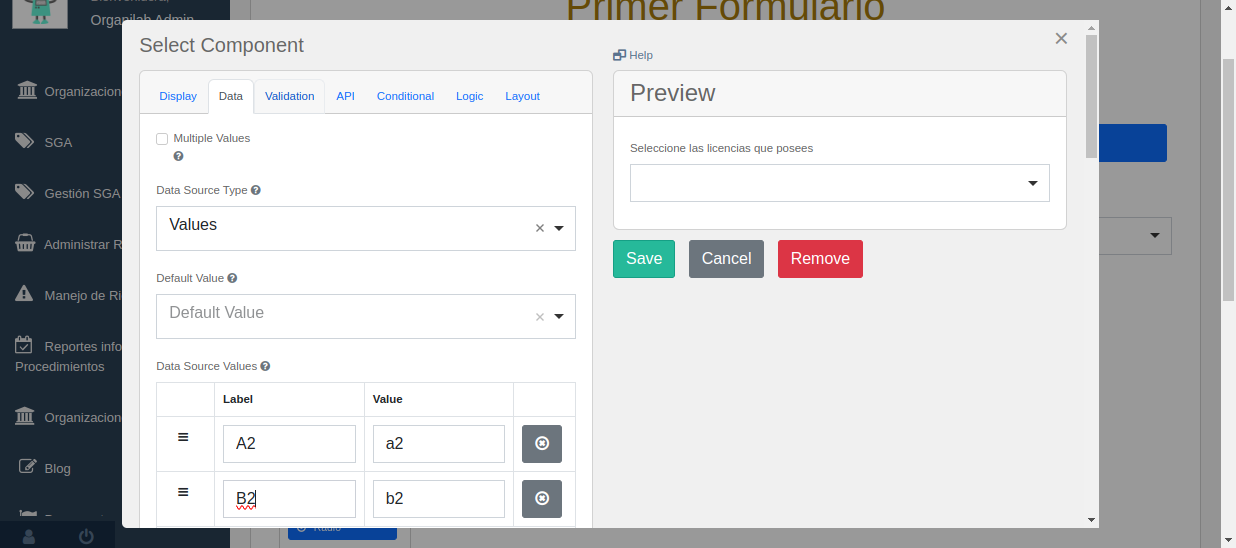 Bienvenida,
Organilab Admin
Primer Formulario
Organizacion
SGA
Gestión SGA
Administrar R
Manejo de Ri
Reportes info
Procedimientos
Organizacion
Blog
Select Component
×
Help
Display
Data
Validation
API
Conditional
Logic
Layout
Multiple Values
Data Source Type
Values
Default Value
Default Value
Data Source Values
Label
Value
A2
a2
B2
b2
Preview
Seleccione las licencias que posees
Save
Cancel
Remove
Radio